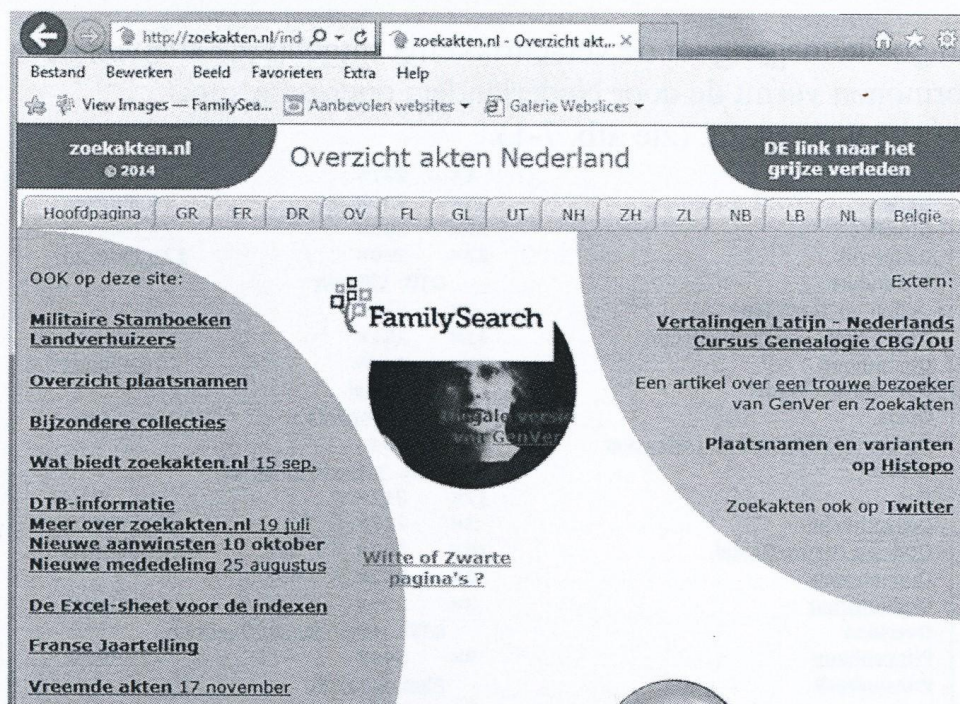 http://zoekakten.nl/ind
zoekakten.nl - Overzicht akt...
Bestand Bewerken Beeld Favorieten Extra Help
View Images — FamilySea... Aanbevolen websites Galerie Webslices
zoekakten.nl
© 2014
Overzicht akten Nederland
DE link naar het
grijze verleden
Hoofdpagina GR FR DR OV FL GL UT NH ZH ZL NB LB NL Belgie
OOK op deze site:
Militaire Stamboeken
Landverhuizers
Overzicht plaatsnamen
Bijzondere collecties
Wat biedt zoekakten.nl 15 sep.
DTB-informatie
Meer over zoekakten.nl 19 juli
Nieuwe aanwinsten 10 oktober
Nieuwe mededeling 25 augustus
De Excel-sheet voor de indexen
Franse Jaartelling
Vreemde akten 17 november
FamilySearch
Illegale versie
van GenVer
Witte of Zwarte
pagina's ?
Extern:
Vertalingen Latijn - Nederlands
Cursus Genealogie CBG/OU
Een artikel over een trouwe bezoeker
van GenVer en Zoekakten
Plaatsnamen en varianten
op Histopo
Zoekakten ook op Twitter